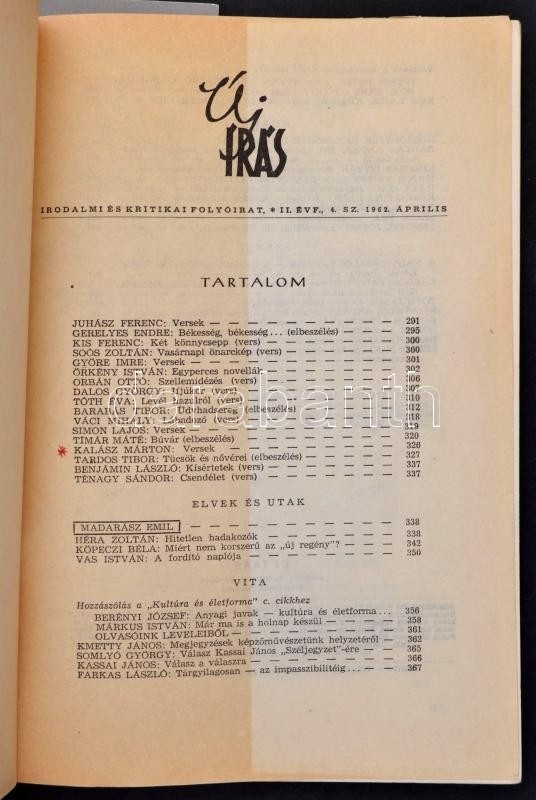 Új
ÍRÁS
IRODALMI ÉS KRITIKAI FOLYÓIRAT, * II. ÉVF., 4. SZ. 1962. ÁPRILIS
TARTALOM
JUHÁSZ FERENC: Versek — — — — — — — — — — 291
GERELYES ENDRE: Békesség, békesség... (elbeszélés) — — — — 295
KIS FERENC: Két könnycsepp (vers) — — — — — — — 300
SOÓS ZOLTÁN: Vasárnapi önarckép (vers) — — — — — — 300
GYŐRE IMRE: Versek — — — — — — — — — — 301
ÖRKÉNY ISTVÁN: Egyperces novellák — — — — — — — 302
ORBÁN OTTÓ: Szellemidézés (vers) — — — — — — — 306
DALOS GYÖRGY: Ifjúkor (vers) — — — — — — — 307
TÓTH ÉVA: Levél hazulról (vers) — — — — — — — 310
BARABÁS TIBOR: Üdvhadsereg (elbeszélés) — — — — — 312
VÁCI MIHÁLY: Lábadozó (vers) — — — — — — — 318
SIMON LAJOS: Versek — — — — — — — — — — 319
TÍMÁR MÁTÉ: Búvár (elbeszélés) — — — — — — — 320
* KALÁSZ MÁRTON: Versek — — — — — — — — — 326
TARDOS TIBOR: Tücsök és nővérei (elbeszélés) — — — — — 327
BENJÁMIN LÁSZLÓ: Kísértetek (vers) — — — — — — — 337
TÉNAGY SÁNDOR: Csendélet (vers) — — — — — — — 337
ELVEK ÉS UTAK
MADARÁSZ EMIL — — — — — — — — — — 338
HÉRA ZOLTÁN: Hitetlen hadakozók — — — — — — — 338
KÖPECZI BÉLA: Miért nem korszerű az „új regény"? — — — — 342
VAS ISTVÁN: A fordító naplója — — — — — — — — 350
VITA
Hozzászólás a „Kultúra és életforma" c. cikkhez
BERÉNYI JÓZSEF: Anyagi javak — kultúra és életforma... — — 356
MÁRKUS ISTVÁN: Már ma is a holnap készül — — — — — 358
OLVASÓINK LEVELEIBŐL — — — — — — — — — 361
KMETTY JÁNOS: Megjegyzések képzőművészetünk helyzetéről — — 362
SOMLYÓ GYÖRGY: Válasz Kassai János „Széljegyzet"-ére — — — 365
KASSAI JÁNOS: Válasz a válaszra — — — — — — — — 366
FARKAS LÁSZLÓ: Tárgyilagosan — az impasszibilitéig... — — — 367
darabanth